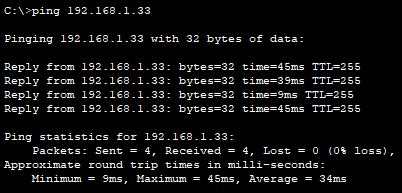 C:\>ping 192.168.1.33
Pinging 192.168.1.33 with 32 bytes of data:
Reply from 192.168.1.33: bytes=32 time=45ms TTL=255
Reply from 192.168.1.33: bytes=32 time=39ms TTL=255
Reply from 192.168.1.33: bytes=32 time=9ms TTL=255
Reply from 192.168.1.33: bytes=32 time=45ms TTL=255
Ping statistics for 192.168.1.33:
Packets: Sent = 4, Received = 4, Lost = 0 (0% loss),
Approximate round trip times in milli-seconds:
Minimum = 9ms, Maximum = 45ms, Average = 34ms